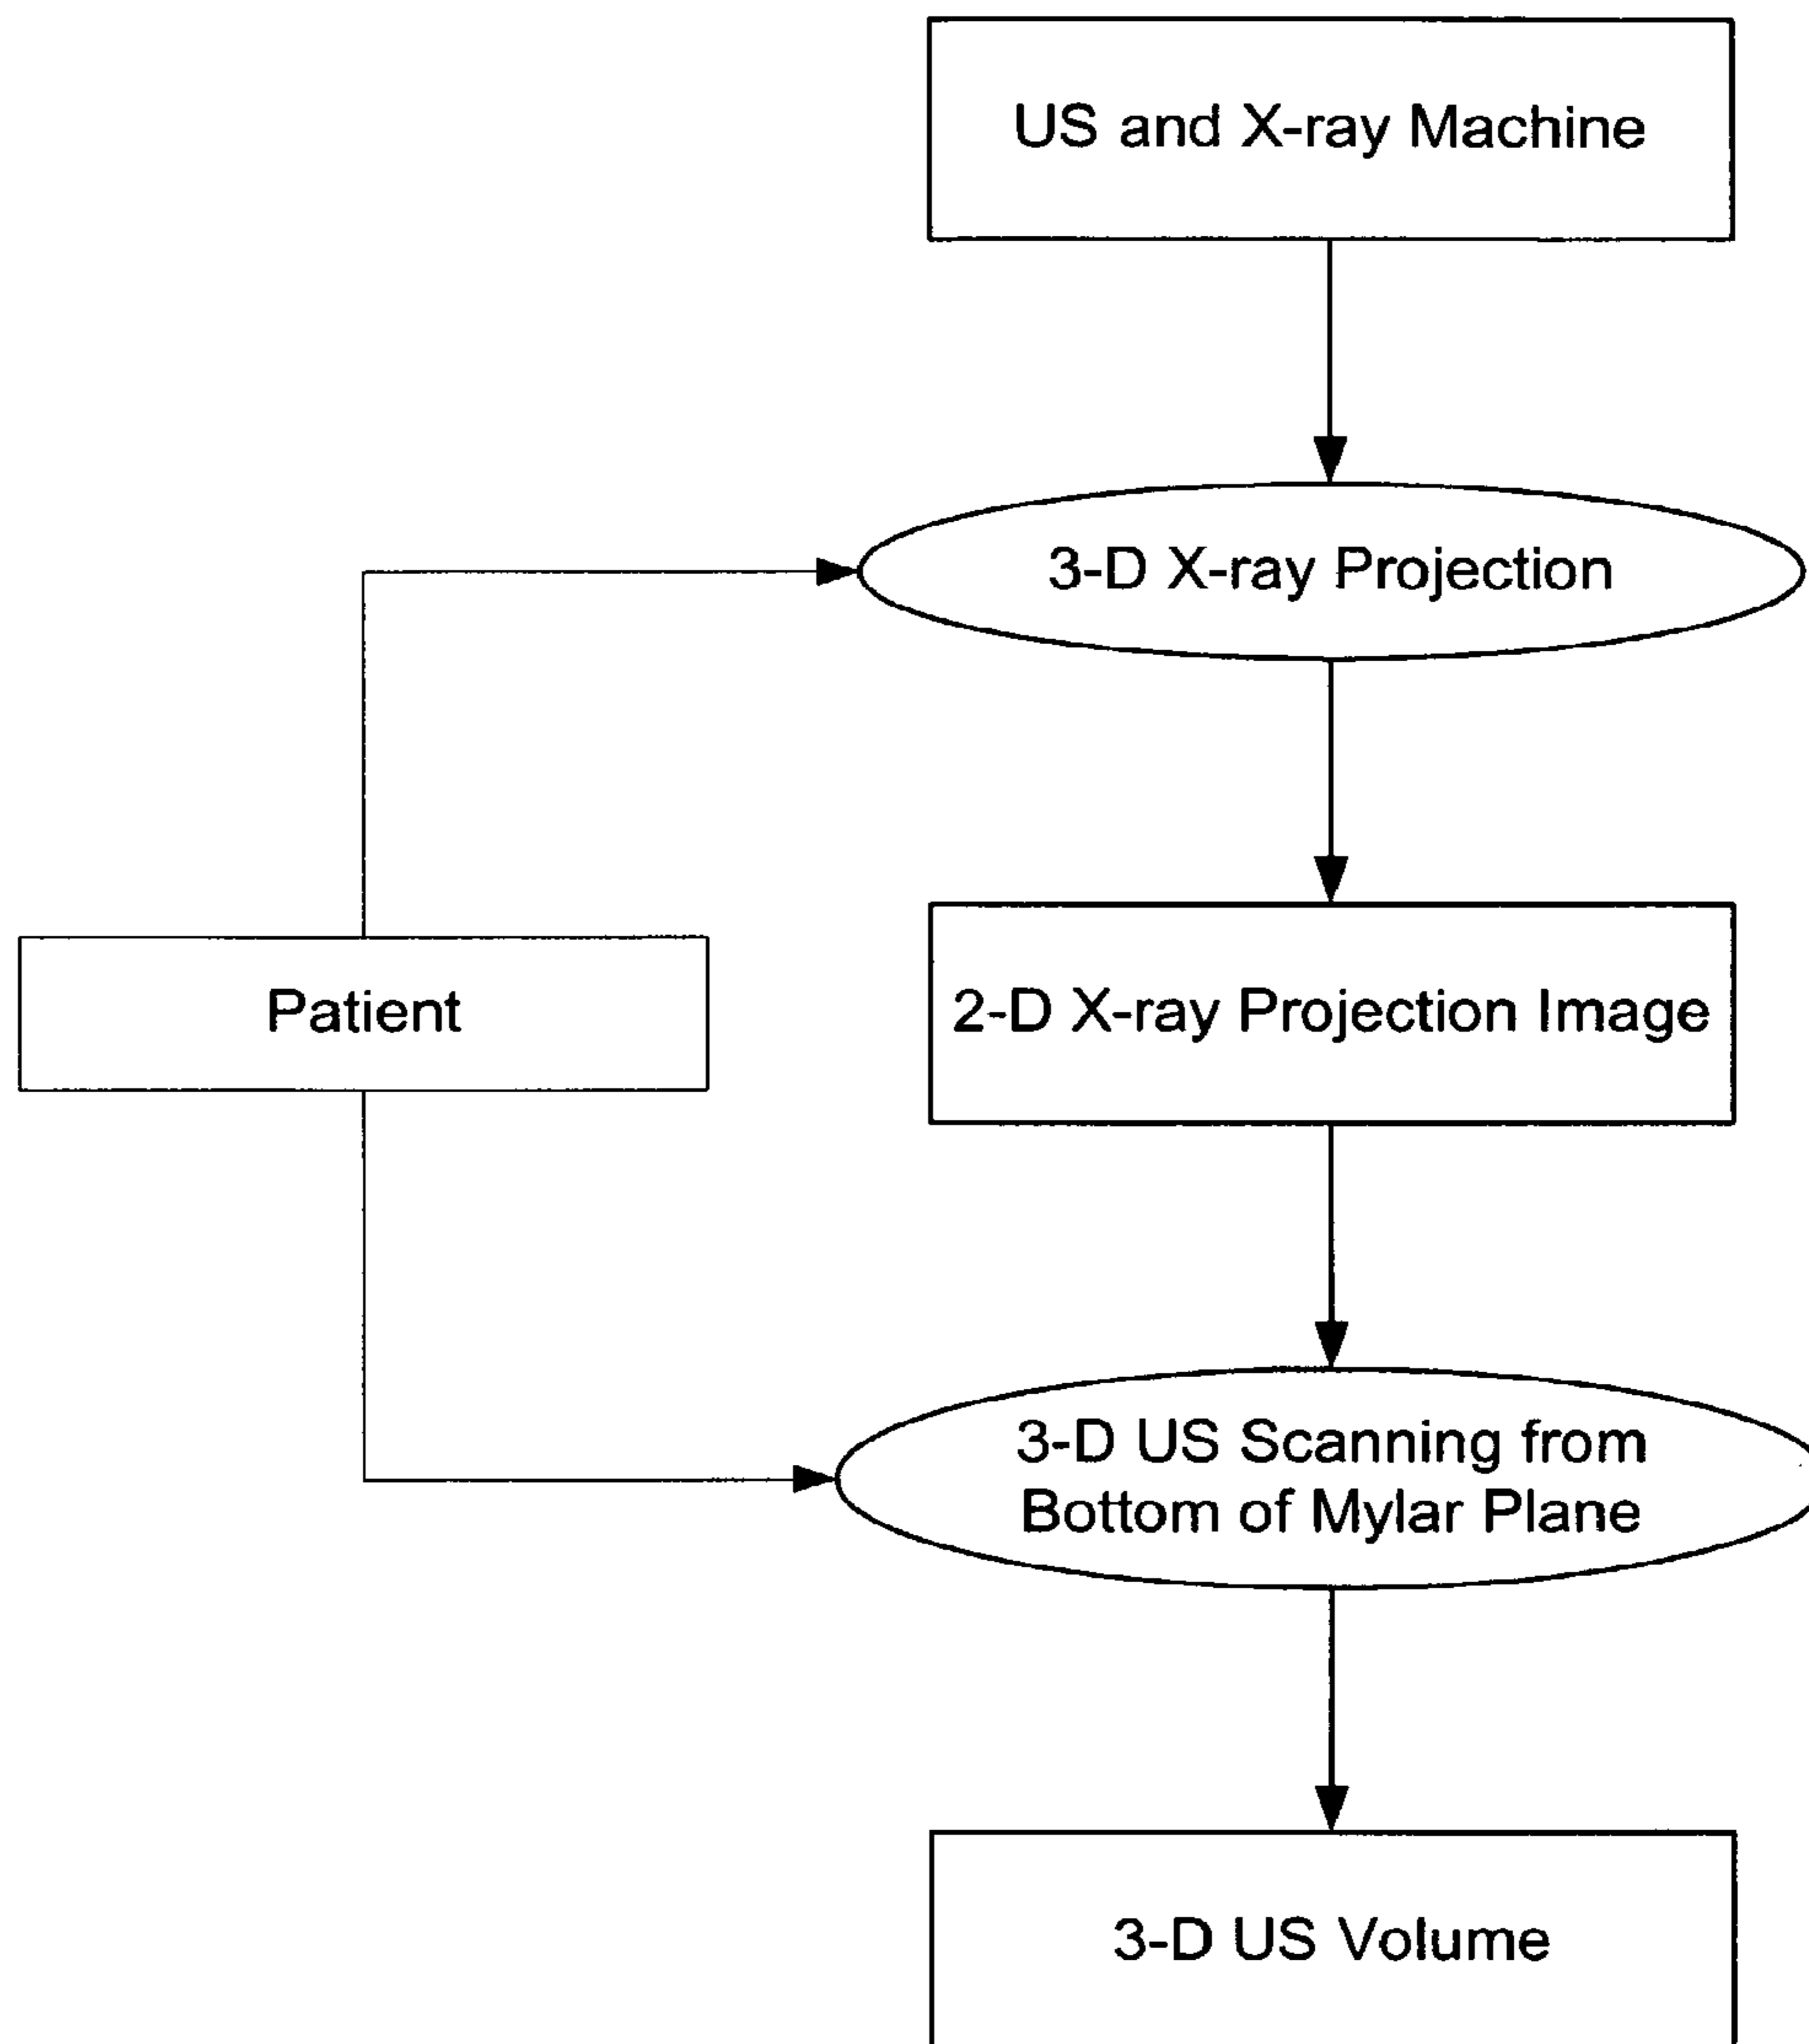 US and X-ray Machine
3-D X-ray Projection
Patient
2-D X-ray Projection Image
3-D US Scanning from
Bottom of Mylar Plane
3-D US Volume